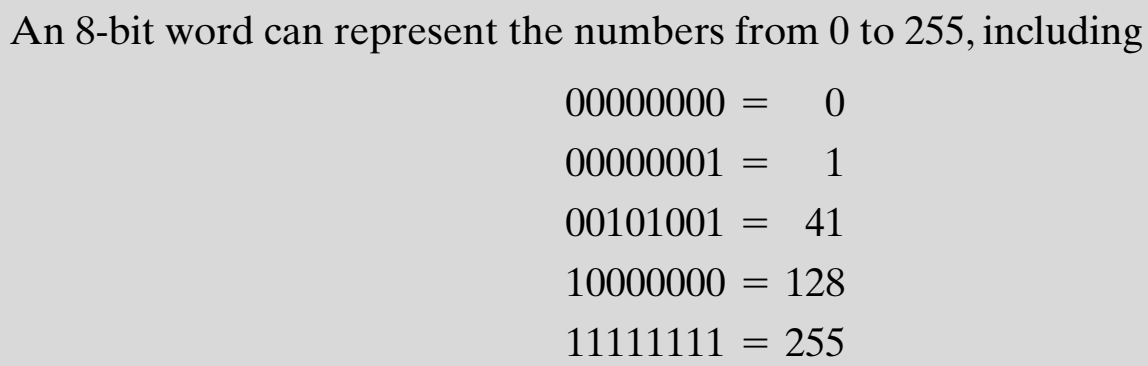 An 8-bit word can represent the numbers from 0 to 255, including
00000000 = 0
00000001 = 1
00101001 = 41
10000000 = 128
11111111 = 255